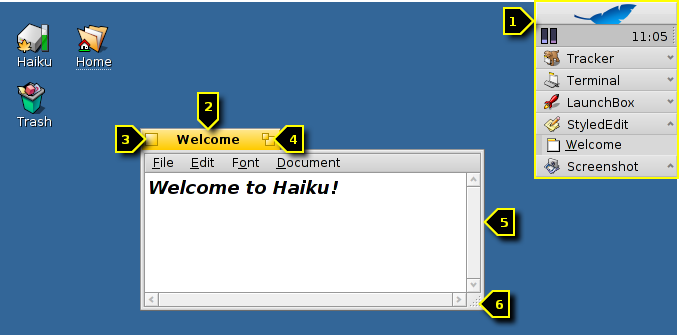 1
11:05
Haiku
Home
Tracker
Terminal
Trash
LaunchBox
2
StyledEdit
3
Welcome
4
Welcome
File Edit Font Document
Screenshot
Welcome to Haiku!
5
6